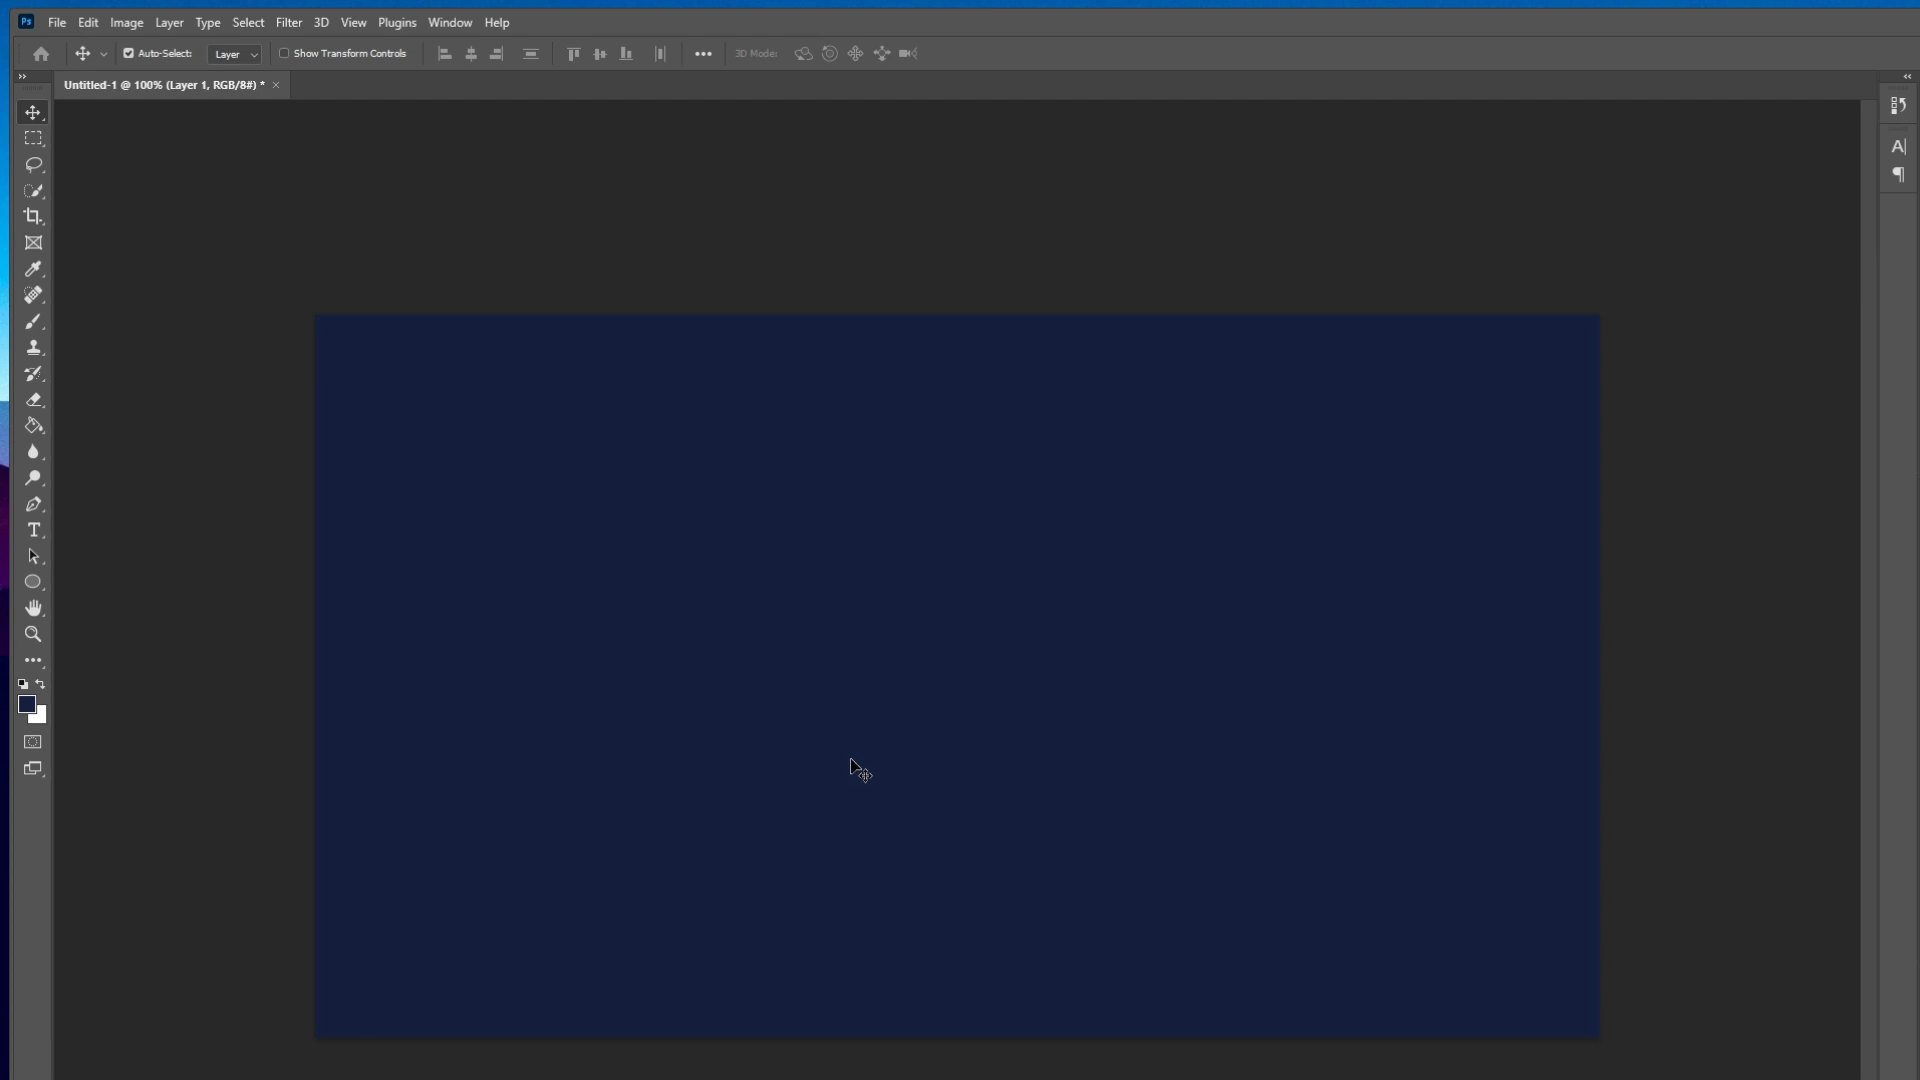 Ps File Edit Image Layer Type Select Filter 3D View Plugins Window Help
Auto-Select: Layer Show Transform Controls 3D Mode:
Untitled-1 @ 100% (Layer 1, RGB/8#) *